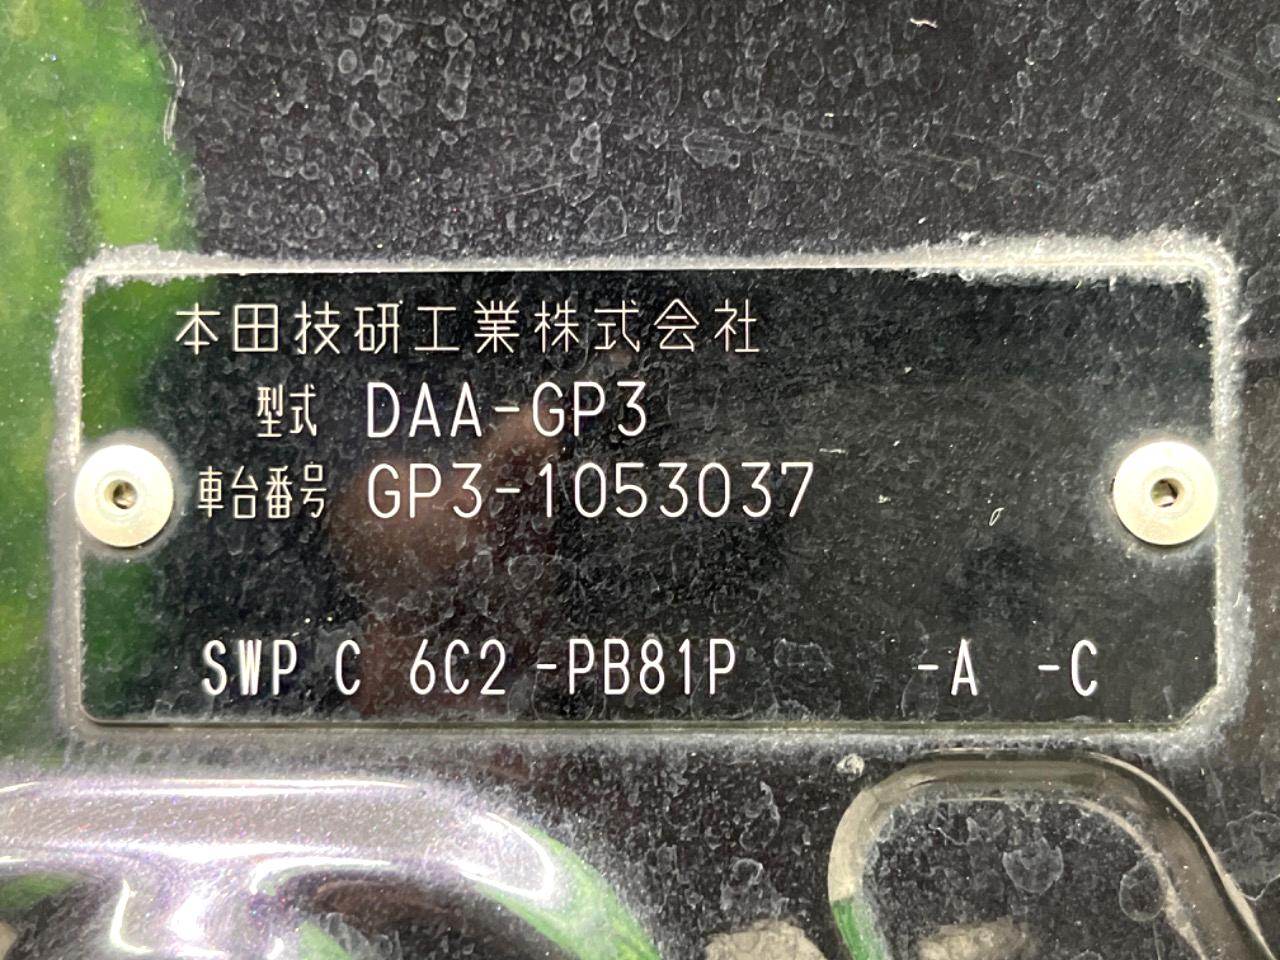 本田技研工業株式会社
型式 DAA-GP3
車台番号 GP3-1053037
SWP C 6C2 -PB81P -A -C